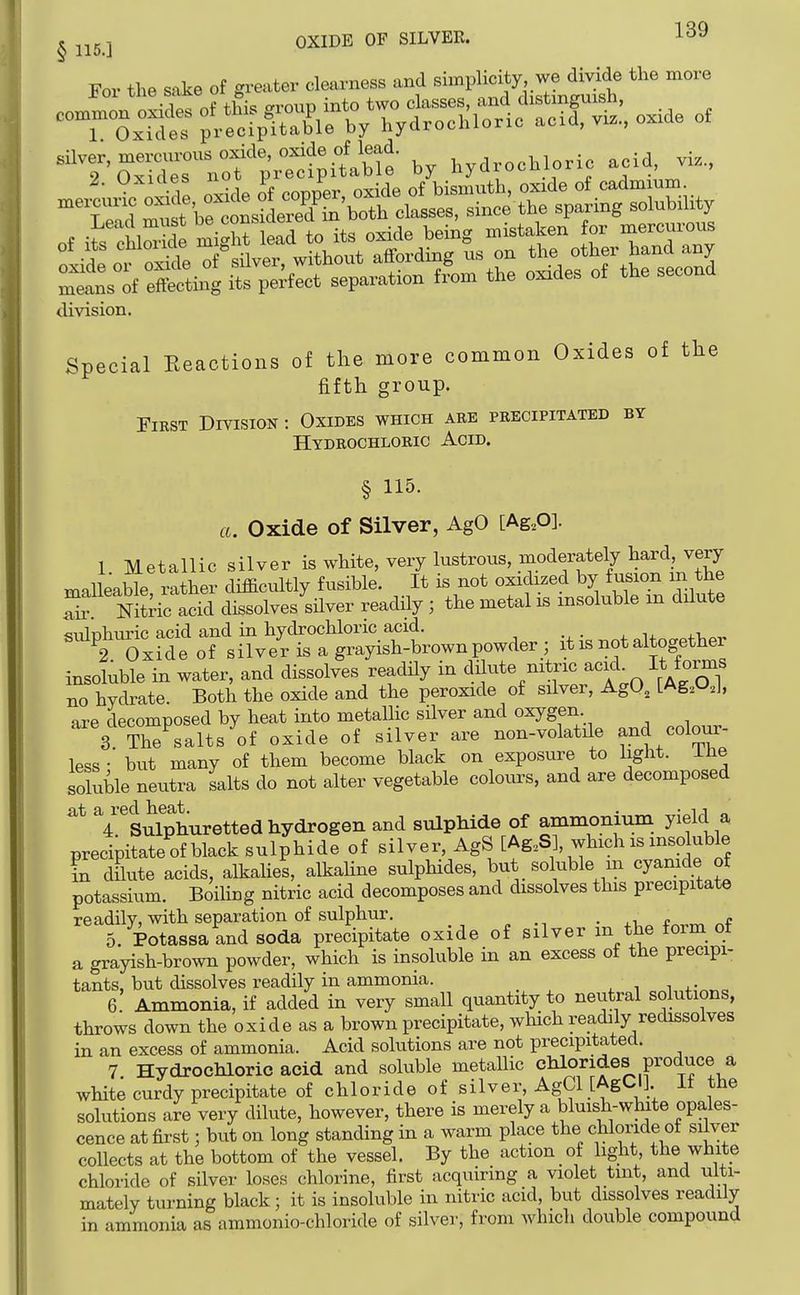 § 115.] OXIDE OF SILVER. 139
For the sake of greater clearness and simplicity, we divide the more
common oxides of this group into two classes, and distinguish,
1. Oxides precipitable by hydrochloric acid, viz., oxide of
silver, mercurous oxide, oxide of lead.
2. Oxides not precipitable by hydrochloric acid, viz.,
mercuric oxide, oxide of copper, oxide of bismuth, oxide of cadmium.
Lead must be considered in both classes, since the sparing solubility
of its chloride might lead to its oxide being mistaken for mercurous
oxide or oxide of silver, without affording us on the other hand any
means of effecting its perfect separation from the oxides of the second
division.
Special Reactions of the more common Oxides of the
fifth group.
First Division: Oxides which are precipitated by
Hydrochloric Acid.
§ 115.
a. Oxide of Silver, AgO [Ag₂O].
1. Metallic silver is white, very lustrous, moderately hard, very
malleable, rather difficultly fusible. It is not oxidized by fusion in the
air. Nitric acid dissolves silver readily; the metal is insoluble in dilute
sulphuric acid and in hydrochloric acid.
2. Oxide of silver is a grayish-brown powder; it is not altogether
insoluble in water, and dissolves readily in dilute nitric acid. It forms
no hydrate. Both the oxide and the peroxide of silver, AgO₂ [Ag₂O₂],
are decomposed by heat into metallic silver and oxygen.
3. The salts of oxide of silver are non-volatile and colour-
less; but many of them become black on exposure to light. The
soluble neutra salts do not alter vegetable colours, and are decomposed
at a red heat.
4. Sulphuretted hydrogen and sulphide of ammonium yield a
precipitate of black sulphide of silver, AgS [Ag₂S], which is insoluble
in dilute acids, alkalies, alkaline sulphides, but soluble in cyanide of
potassium. Boiling nitric acid decomposes and dissolves this precipitate
readily, with separation of sulphur.
5. Potassa and soda precipitate oxide of silver in the form of
a grayish-brown powder, which is insoluble in an excess of the precipi-
tants, but dissolves readily in ammonia.
6. Ammonia, if added in very small quantity to neutral solutions,
throws down the oxide as a brown precipitate, which readily redissolves
in an excess of ammonia. Acid solutions are not precipitated.
7. Hydrochloric acid and soluble metallic chlorides produce a
white curdy precipitate of chloride of silver, AgCl [AgCl]. If the
solutions are very dilute, however, there is merely a bluish-white opales-
cence at first; but on long standing in a warm place the chloride of silver
collects at the bottom of the vessel. By the action of light, the white
chloride of silver loses chlorine, first acquiring a violet tint, and ulti-
mately turning black; it is insoluble in nitric acid, but dissolves readily
in ammonia as ammonio-chloride of silver, from which double compound